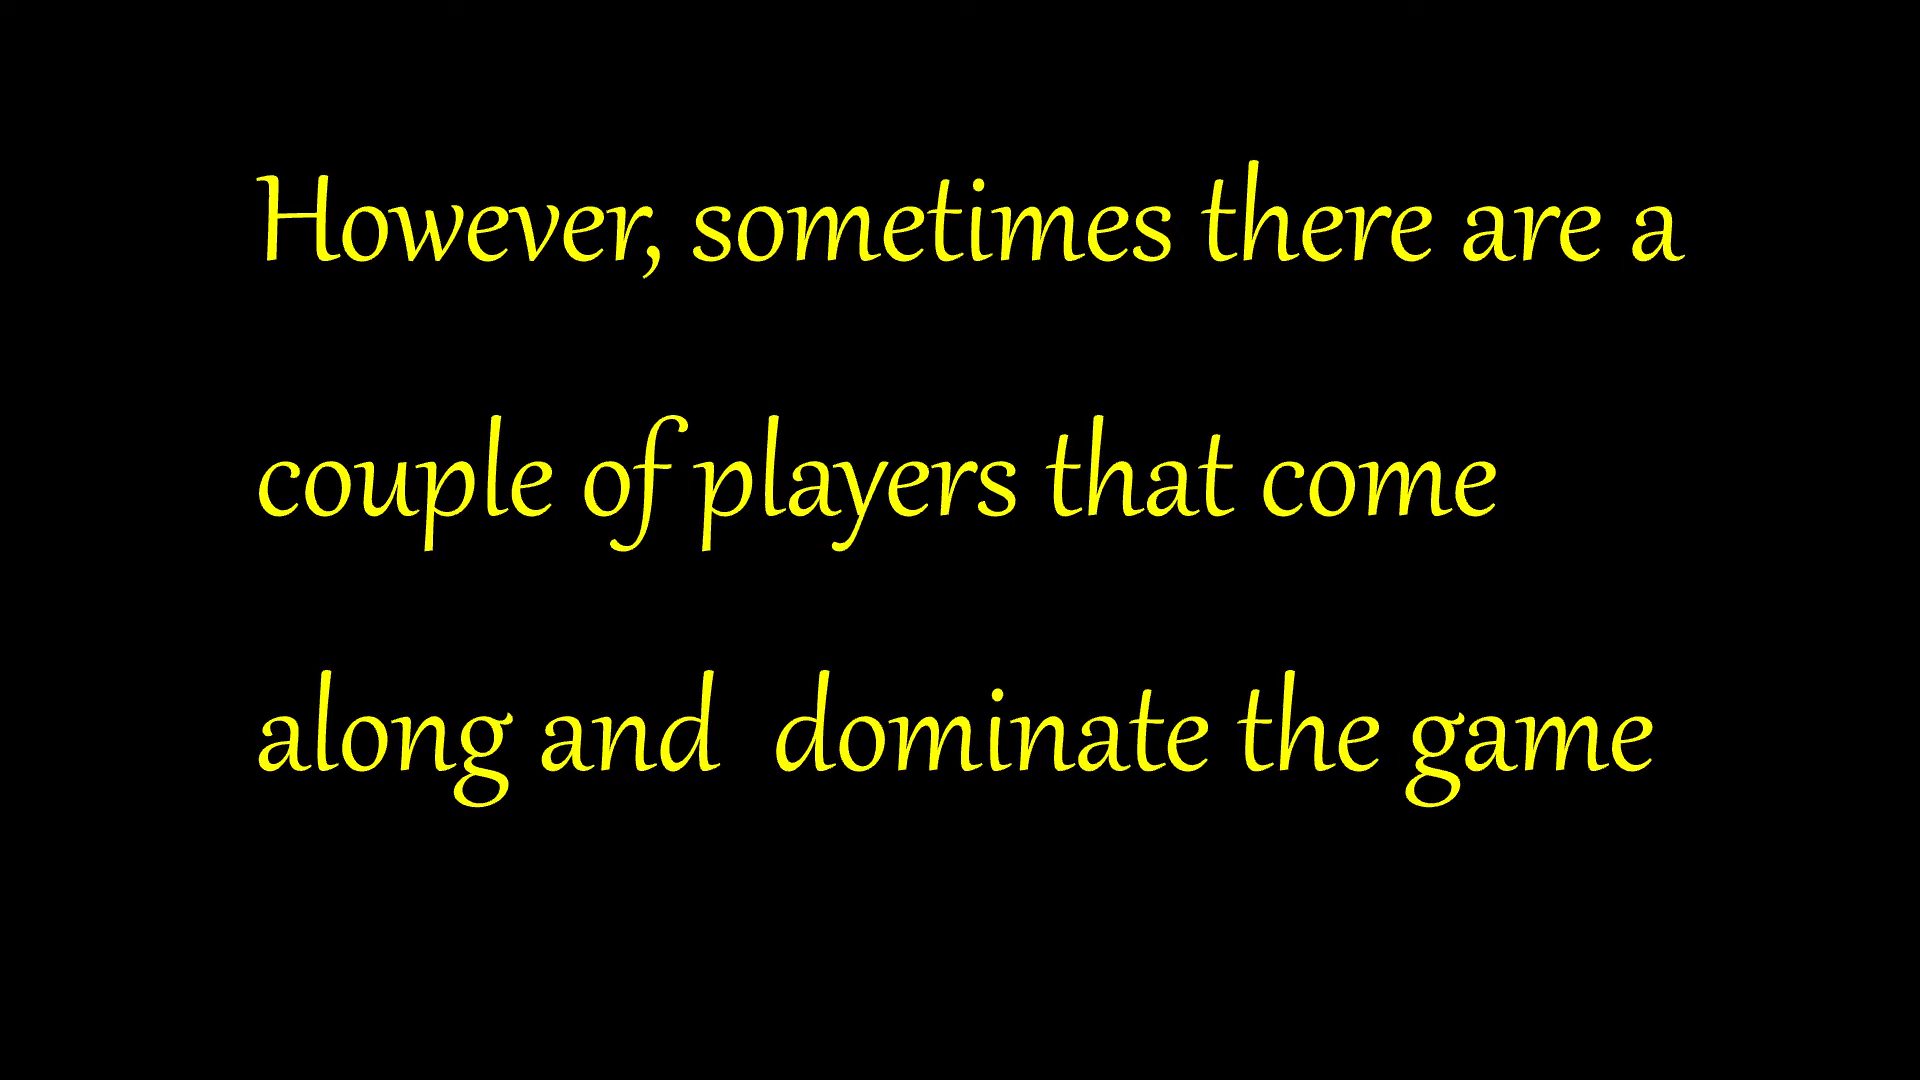 However, sometimes there are a
couple of players that come
along and  dominate the game